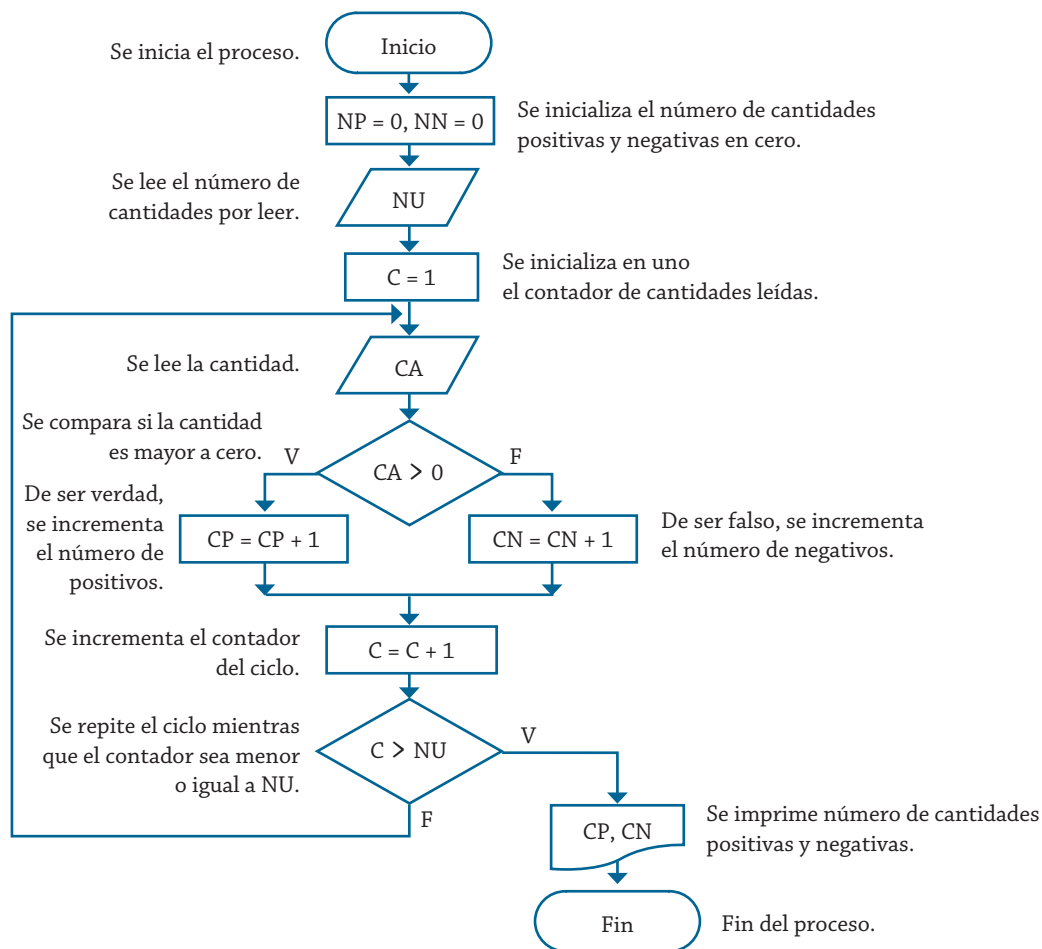 Se inicia el proceso.
Inicio
NP = 0, NN = 0
Se inicializa el número de cantidades
positivas y negativas en cero.
Se lee el número de
cantidades por leer.
NU
C = 1
Se inicializa en uno
el contador de cantidades leídas.
Se lee la cantidad.
CA
Se compara si la cantidad
es mayor a cero.
V
CA > 0
F
De ser verdad,
se incrementa
el número de
positivos.
CP = CP + 1
CN = CN + 1
De ser falso, se incrementa
el número de negativos.
Se incrementa el contador
del ciclo.
C = C + 1
Se repite el ciclo mientras
que el contador sea menor
o igual a NU.
C > NU
V
F
CP, CN
Se imprime número de cantidades
positivas y negativas.
Fin
Fin del proceso.